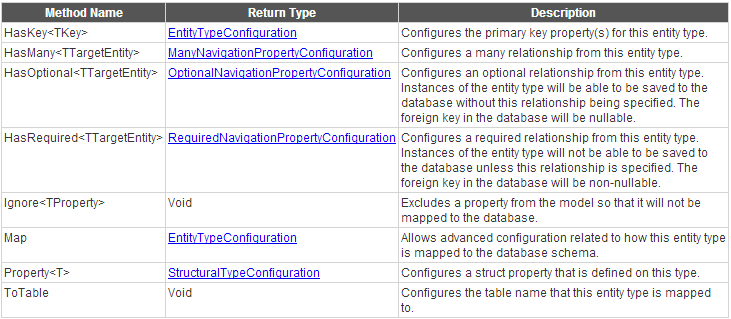 Method Name Return Type Description
HasKey<TKey> EntityTypeConfiguration Configures the primary key property(s) for this entity type.
HasMany<TTargetEntity> ManyNavigationPropertyConfiguration Configures a many relationship from this entity type.
HasOptional<TTargetEntity> OptionalNavigationPropertyConfiguration Configures an optional relationship from this entity type.
Instances of the entity type will be able to be saved to the
database without this relationship being specified. The
foreign key in the database will be nullable.
HasRequired<TTargetEntity> RequiredNavigationPropertyConfiguration Configures a required relationship from this entity type.
Instances of the entity type will not be able to be saved to
the database unless this relationship is specified. The
foreign key in the database will be non-nullable.
Ignore<TProperty> Void Excludes a property from the model so that it will not be
mapped to the database.
Map EntityTypeConfiguration Allows advanced configuration related to how this entity type
is mapped to the database schema.
Property<T> StructuralTypeConfiguration Configures a struct property that is defined on this type.
ToTable Void Configures the table name that this entity type is mapped
to.